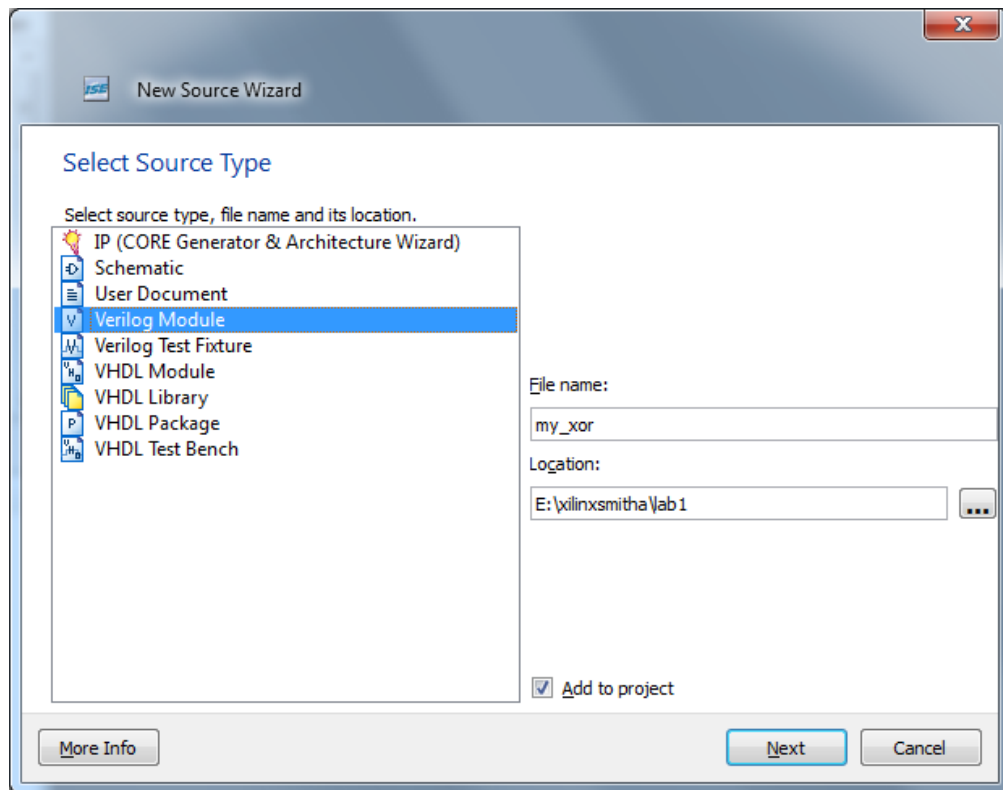 ISE New Source Wizard
Select Source Type
Select source type, file name and its location.
IP (CORE Generator & Architecture Wizard)
Schematic
User Document
V Verilog Module
Verilog Test Fixture
VHDL Module
VHDL Library
P VHDL Package
VHDL Test Bench
File name:
my_xor
Location:
E:\xilinxsmitha\lab1
...
Add to project
More Info
Next
Cancel